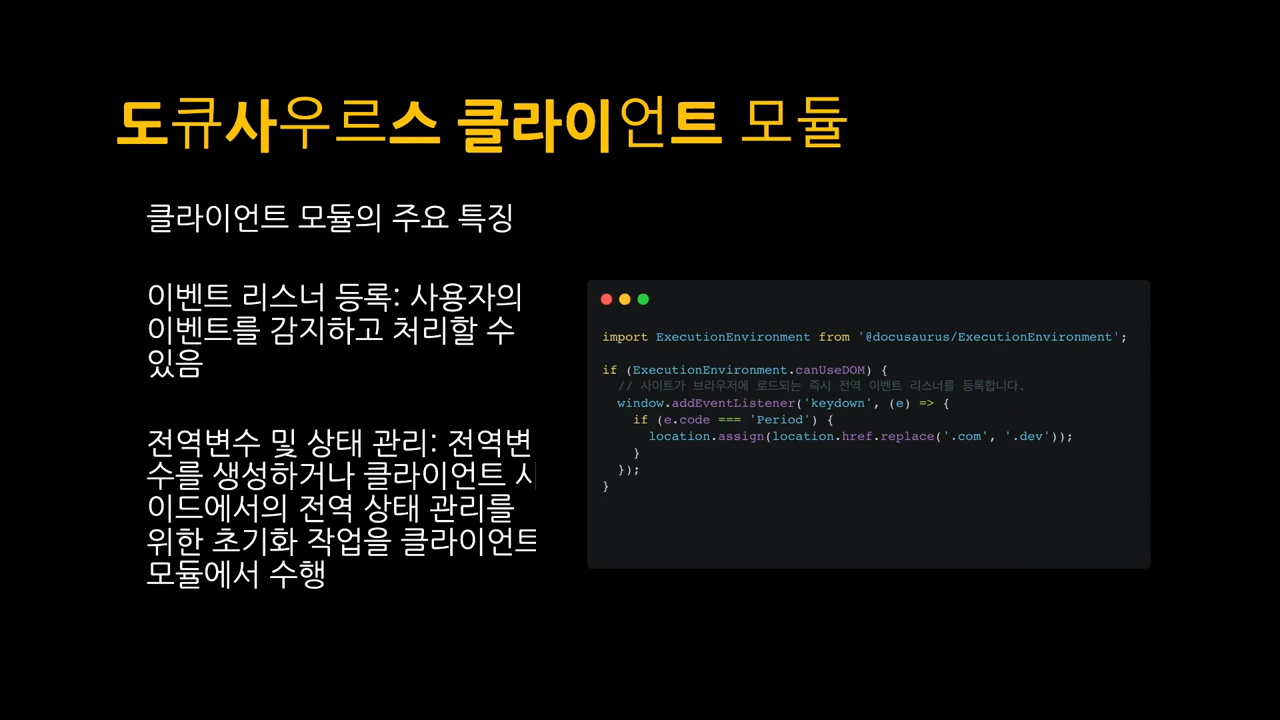 도큐사우르스 클라이언트 모듈
클라이언트 모듈의 주요 특징
이벤트 리스너 등록: 사용자의
이벤트를 감지하고 처리할 수
있음
전역변수 및 상태 관리: 전역변
수를 생성하거나 클라이언트 사
이드에서의 전역 상태 관리를
위한 초기화 작업을 클라이언트
모듈에서 수행
import ExecutionEnvironment from '@docusaurus/ExecutionEnvironment';
if (ExecutionEnvironment.canUseDOM) {
// 사이트가 브라우저에 로드되는 즉시 전역 이벤트 리스너를 등록합니다.
window.addEventListener('keydown', (e) => {
if (e.code === 'Period') {
location.assign(location.href.replace('.com', '.dev'));
}
});
}